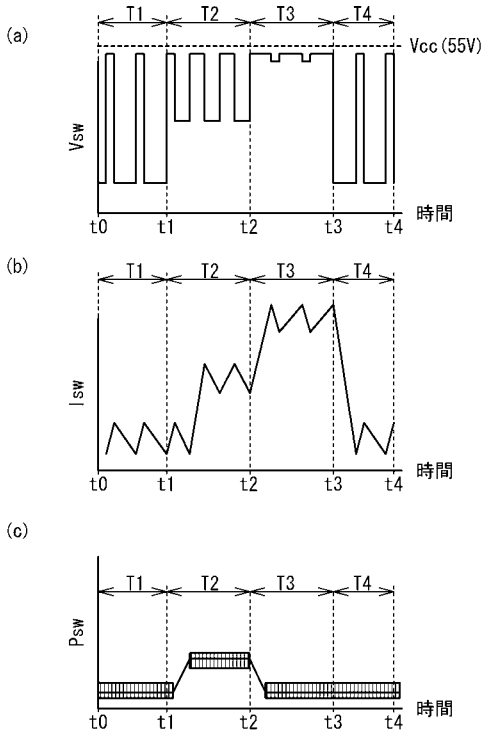 (a)
T1 T2 T3 T4
Vcc(55V)
Vsw
t0 t1 t2 t3 t4 時間
(b)
T1 T2 T3 T4
Isw
t0 t1 t2 t3 t4 時間
(c)
T1 T2 T3 T4
Psw
t0 t1 t2 t3 t4 時間